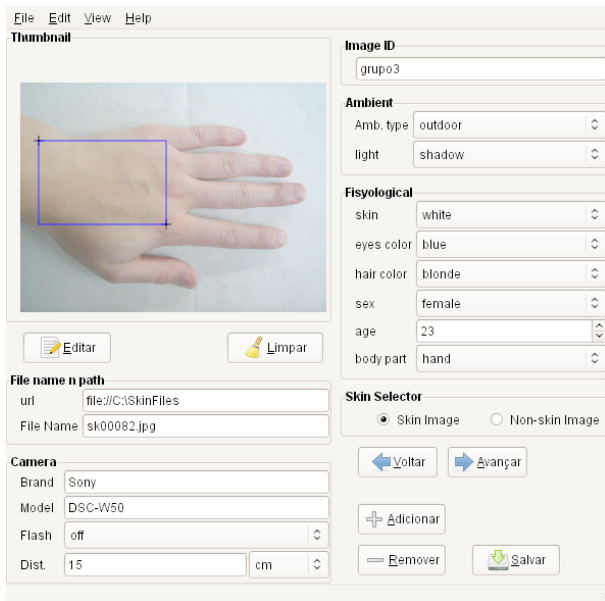 File Edit View Help
Thumbnail
Editar
Limpar
File name n path
url file://C:\SkinFiles
File Name sk00082.jpg
Camera
Brand Sony
Model DSC-W50
Flash off
Dist. 15 cm
Image ID
grupo3
Ambient
Amb. type outdoor
light shadow
Fisyological
skin white
eyes color blue
hair color blonde
sex female
age 23
body part hand
Skin Selector
Skin Image Non-skin Image
Voltar Avançar
Adicionar
Remover Salvar